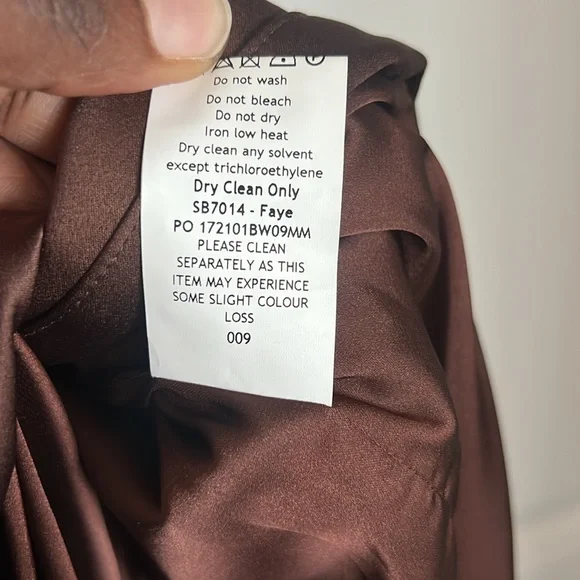 Do not wash
Do not bleach
Do not dry
Iron low heat
Dry clean any solvent
except trichloroethylene
Dry Clean Only
SB7014 - Faye
PO 172101BW09MM
PLEASE CLEAN
SEPARATELY AS THIS
ITEM MAY EXPERIENCE
SOME SLIGHT COLOUR
LOSS
009